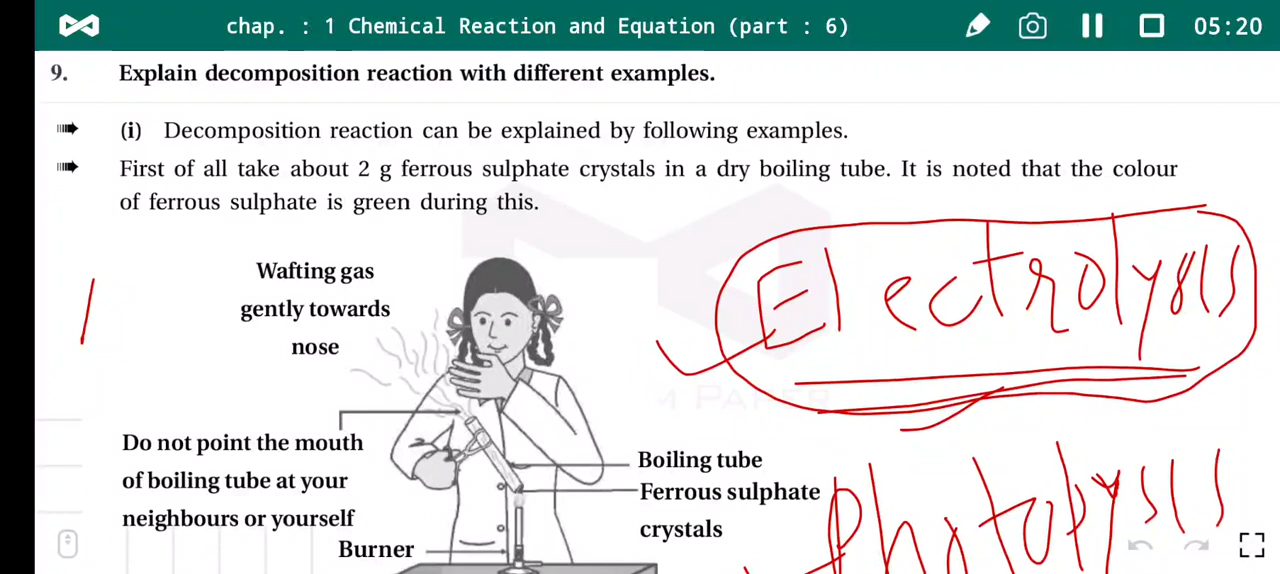 chap. : 1 Chemical Reaction and Equation (part : 6)
05:20
9. Explain decomposition reaction with different examples.
(i) Decomposition reaction can be explained by following examples.
First of all take about 2 g ferrous sulphate crystals in a dry boiling tube. It is noted that the colour
of ferrous sulphate is green during this.
Wafting gas
gently towards
nose
Electrolysis
Do not point the mouth
of boiling tube at your
neighbours or yourself
Boiling tube
Ferrous sulphate
crystals
Burner
Photolysis